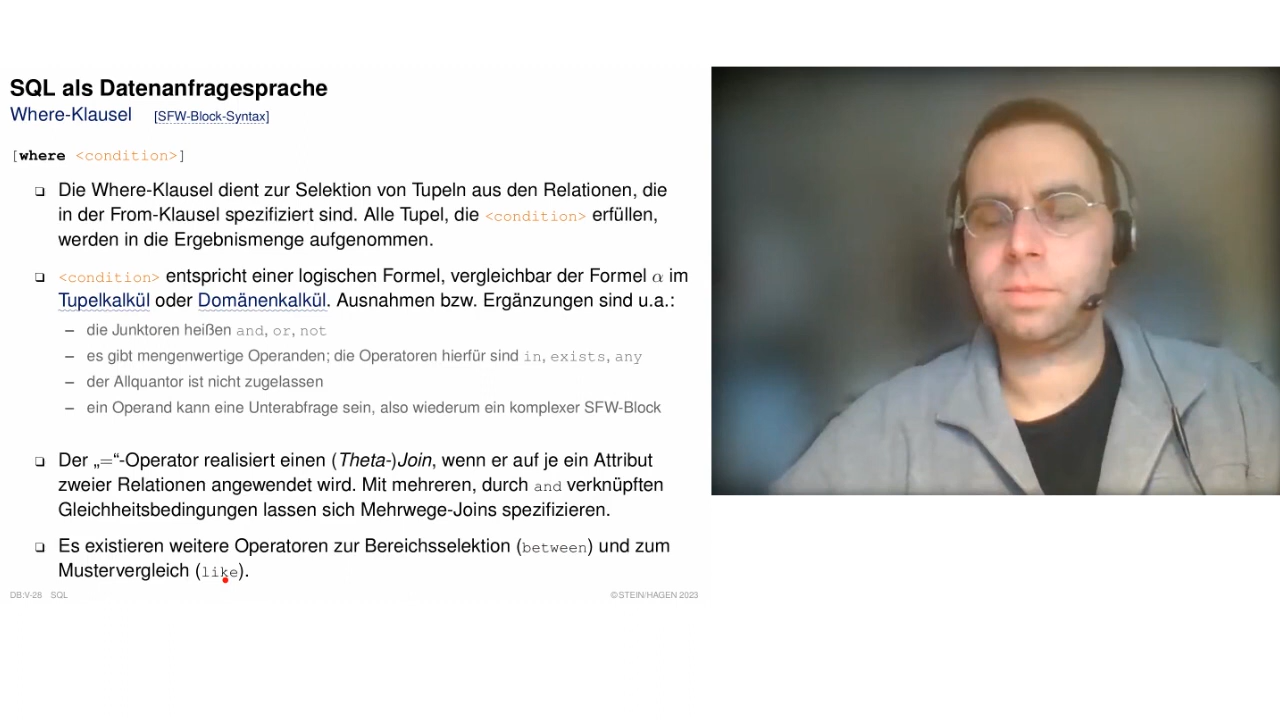 SQL als Datenanfragesprache
Where-Klausel [SFW-Block-Syntax]
[where <condition>]
❑ Die Where-Klausel dient zur Selektion von Tupeln aus den Relationen, die
in der From-Klausel spezifiziert sind. Alle Tupel, die <condition> erfüllen,
werden in die Ergebnismenge aufgenommen.
❑ <condition> entspricht einer logischen Formel, vergleichbar der Formel α im
Tupelkalkül oder Domänenkalkül. Ausnahmen bzw. Ergänzungen sind u.a.:
– die Junktoren heißen and, or, not
– es gibt mengenwertige Operanden; die Operatoren hierfür sind in, exists, any
– der Allquantor ist nicht zugelassen
– ein Operand kann eine Unterabfrage sein, also wiederum ein komplexer SFW-Block
❑ Der „=“-Operator realisiert einen (Theta-)Join, wenn er auf je ein Attribut
zweier Relationen angewendet wird. Mit mehreren, durch and verknüpften
Gleichheitsbedingungen lassen sich Mehrwege-Joins spezifizieren.
❑ Es existieren weitere Operatoren zur Bereichsselektion (between) und zum
Mustervergleich (like).
DB:V-28 SQL ©STEIN/HAGEN 2023